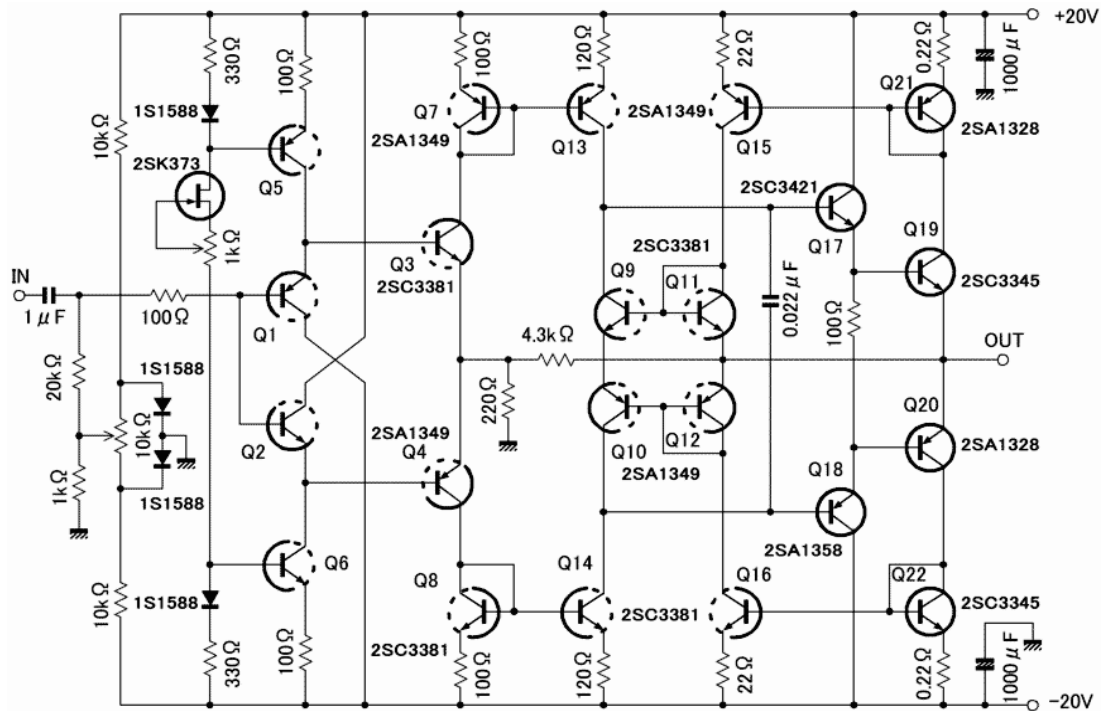 +20V
330Ω
100Ω
100Ω
120Ω
22Ω
0.22Ω
1000μF
1S1588
Q5
Q7
2SA1349
Q13
2SA1349
Q15
Q21
2SA1328
10kΩ
2SK373
1kΩ
2SC3421
Q17
Q19
2SC3345
Q3
2SC3381
2SC3381
Q9
Q11
0.022μF
100Ω
IN
1μF
100Ω
Q1
4.3kΩ
OUT
20kΩ
1S1588
10kΩ
220Ω
Q2
2SA1349
Q4
Q10
Q12
2SA1349
Q20
2SA1328
1kΩ
1S1588
Q18
2SA1358
Q6
Q8
Q14
Q16
Q22
2SC3345
10kΩ
1S1588
330Ω
100Ω
2SC3381
100Ω
2SC3381
120Ω
22Ω
0.22Ω
1000μF
-20V